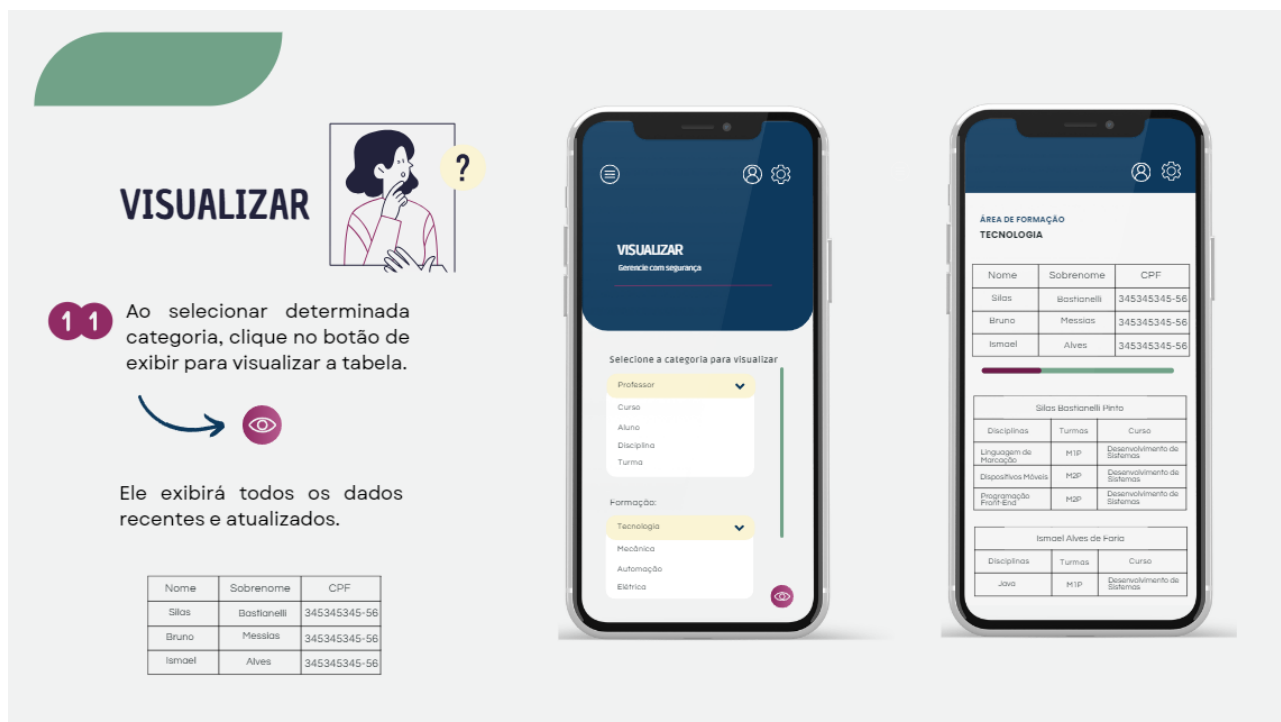 VISUALIZAR
?
11
Ao selecionar determinada
categoria, clique no botão de
exibir para visualizar a tabela.
Ele exibirá todos os dados
recentes e atualizados.
Nome Sobrenome CPF
Silas Bastianelli 345345345-56
Bruno Messias 345345345-56
Ismael Alves 345345345-56
VISUALIZAR
Gerencie com segurança
Selecione a categoria para visualizar
Professor
Curso
Aluno
Disciplina
Turma
Formação:
Tecnologia
Mecânica
Automação
Elétrica
ÁREA DE FORMAÇÃO
TECNOLOGIA
Nome Sobrenome CPF
Silas Bastianelli 345345345-56
Bruno Messias 345345345-56
Ismael Alves 345345345-56
Silas Bastianelli Pinto
Disciplinas Turmas Curso
Linguagem de Marcação M1P Desenvolvimento de Sistemas
Dispositivos Móveis M2P Desenvolvimento de Sistemas
Programação Front-End M2P Desenvolvimento de Sistemas
Ismael Alves de Faria
Disciplinas Turmas Curso
Java M1P Desenvolvimento de Sistemas